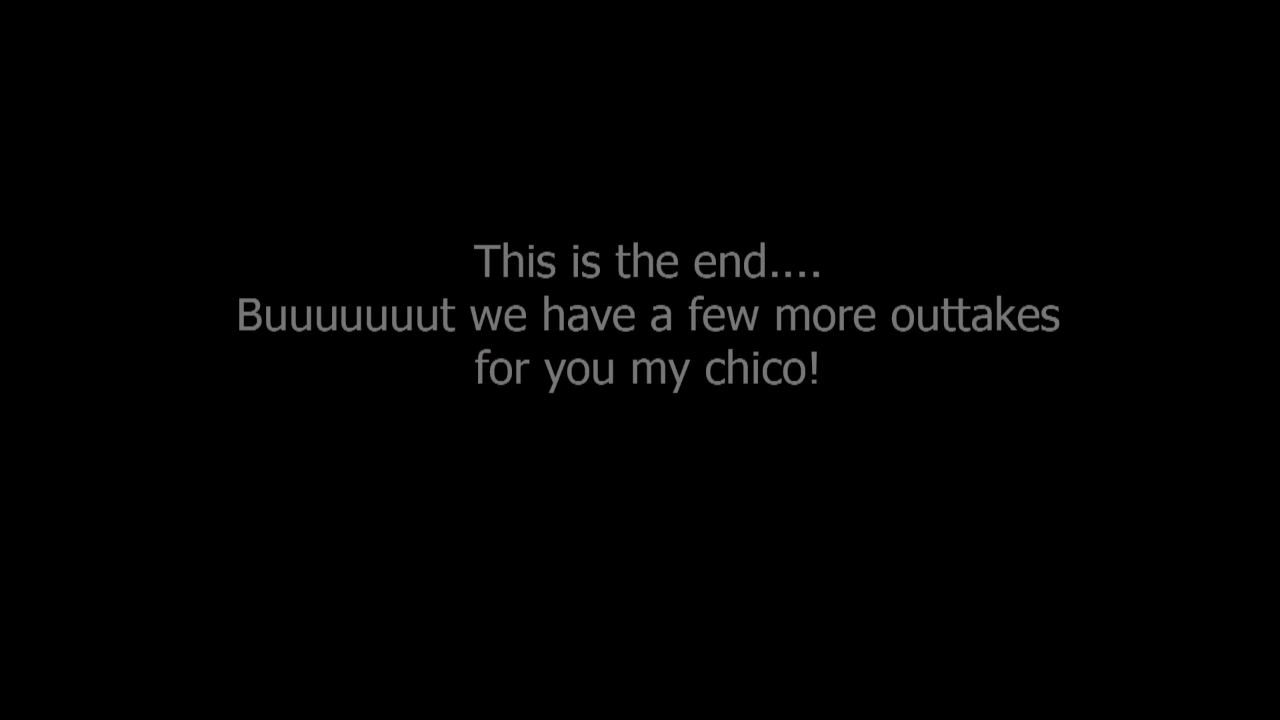 This is the end....
Buuuuuuut we have a few more outtakes
for you my chico!